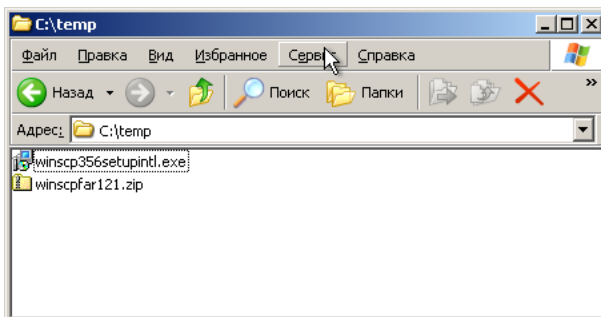 C:\temp
Файл Правка Вид Избранное Сервис Справка
Назад Поиск Папки »
Адрес: C:\temp
winscp356setupintl.exe
winscpfar121.zip